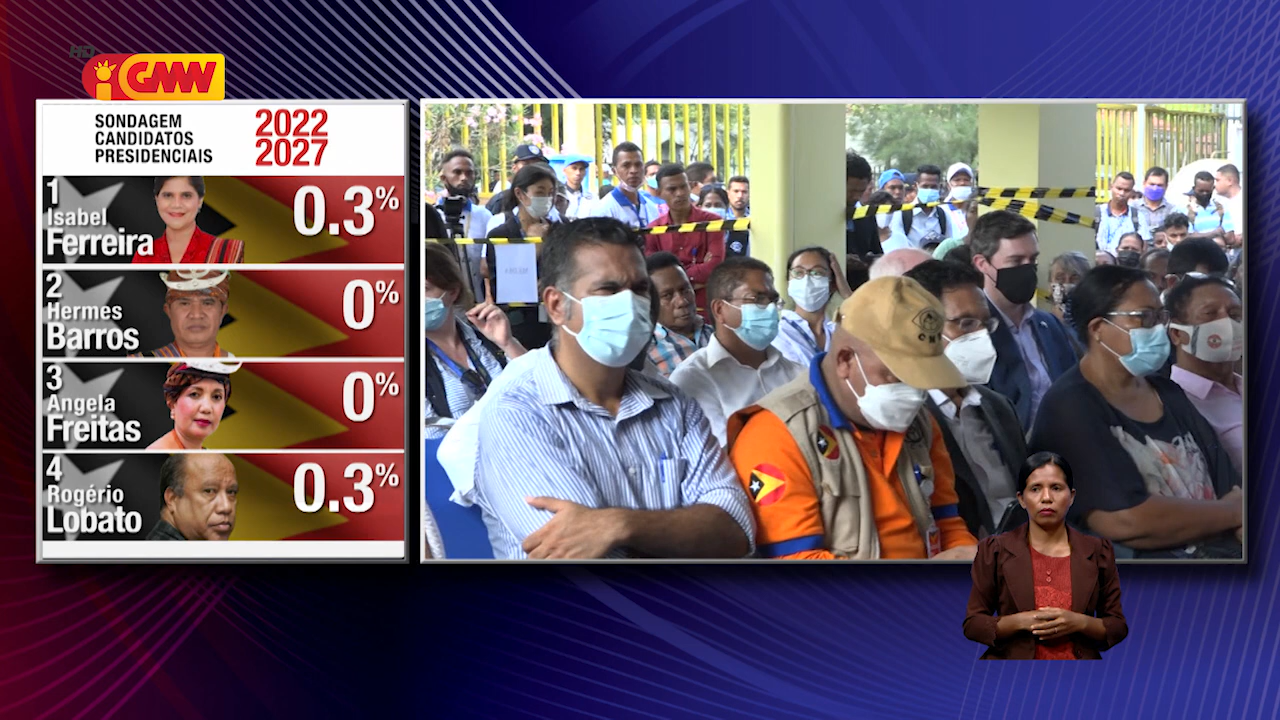 GMN
SONDAGEM
CANDIDATOS
PRESIDENCIAIS
2022
2027
1
Isabel
Ferreira
0.3%
2
Hermes
Barros
0%
3
Angela
Freitas
0%
4
Rogério
Lobato
0.3%